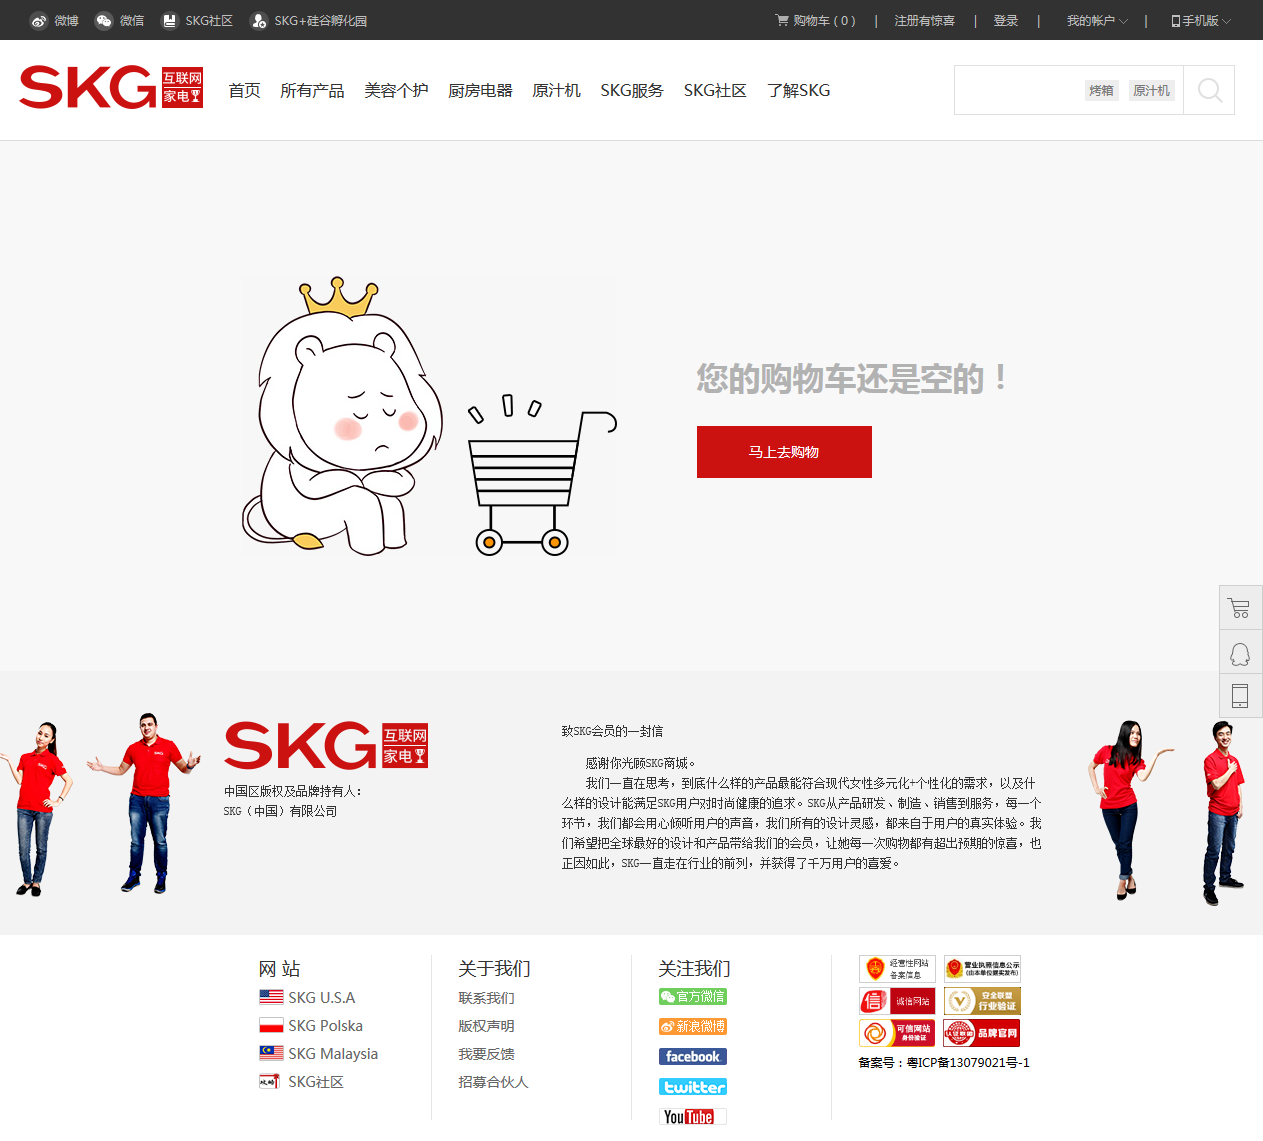 微博 微信 SKG社区 SKG+硅谷孵化园 购物车 ( 0 ) | 注册有惊喜 | 登录 | 我的帐户 | 手机版
SKG 互联网家电 首页 所有产品 美容个护 厨房电器 原汁机 SKG服务 SKG社区 了解SKG 烤箱 原汁机
您的购物车还是空的！
马上去购物
SKG 互联网家电
中国区版权及品牌持有人：
SKG（中国）有限公司
致SKG会员的一封信
感谢你光顾SKG商城。
我们一直在思考，到底什么样的产品最能符合现代女性多元化+个性化的需求，以及什
么样的设计能满足SKG用户对时尚健康的追求。SKG从产品研发、制造、销售到服务，每一个
环节，我们都会用心倾听用户的声音，我们所有的设计灵感，都来自于用户的真实体验。我
们希望把全球最好的设计和产品带给我们的会员，让她每一次购物都有超出预期的惊喜，也
正因如此，SKG一直走在行业的前列，并获得了千万用户的喜爱。
网 站
SKG U.S.A
SKG Polska
SKG Malaysia
SKG社区
关于我们
联系我们
版权声明
我要反馈
招募合伙人
关注我们
官方微信
新浪微博
facebook
twitter
YouTube
经营性网站
备案信息
营业执照信息公示
(由本单位据实发布)
诚信网站
安全联盟
行业验证
可信网站
身份验证
品牌官网
备案号：粤ICP备13079021号-1